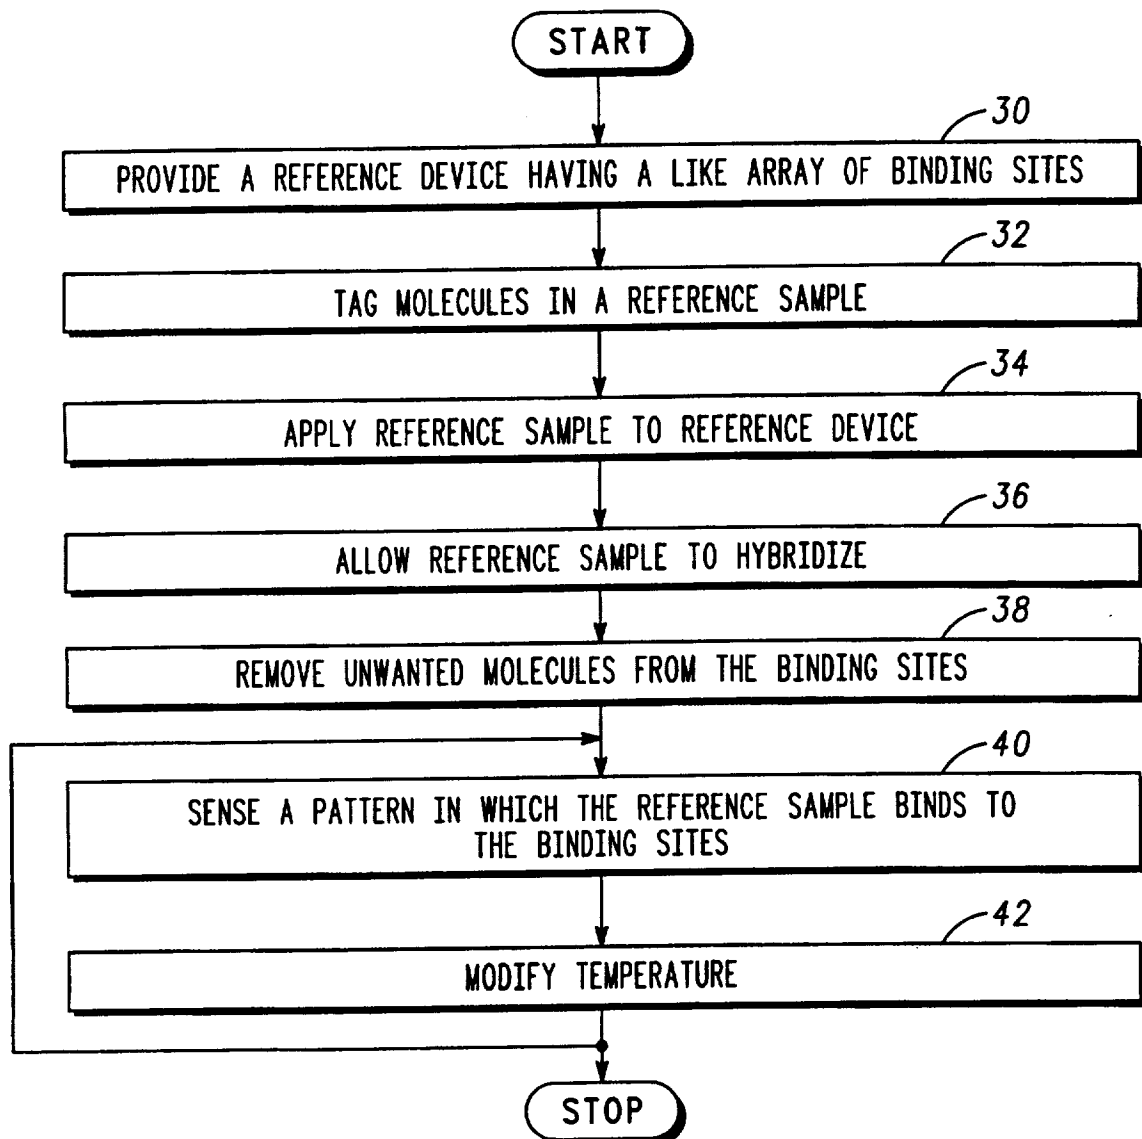 START
30
PROVIDE A REFERENCE DEVICE HAVING A LIKE ARRAY OF BINDING SITES
32
TAG MOLECULES IN A REFERENCE SAMPLE
34
APPLY REFERENCE SAMPLE TO REFERENCE DEVICE
36
ALLOW REFERENCE SAMPLE TO HYBRIDIZE
38
REMOVE UNWANTED MOLECULES FROM THE BINDING SITES
40
SENSE A PATTERN IN WHICH THE REFERENCE SAMPLE BINDS TO
THE BINDING SITES
42
MODIFY TEMPERATURE
STOP